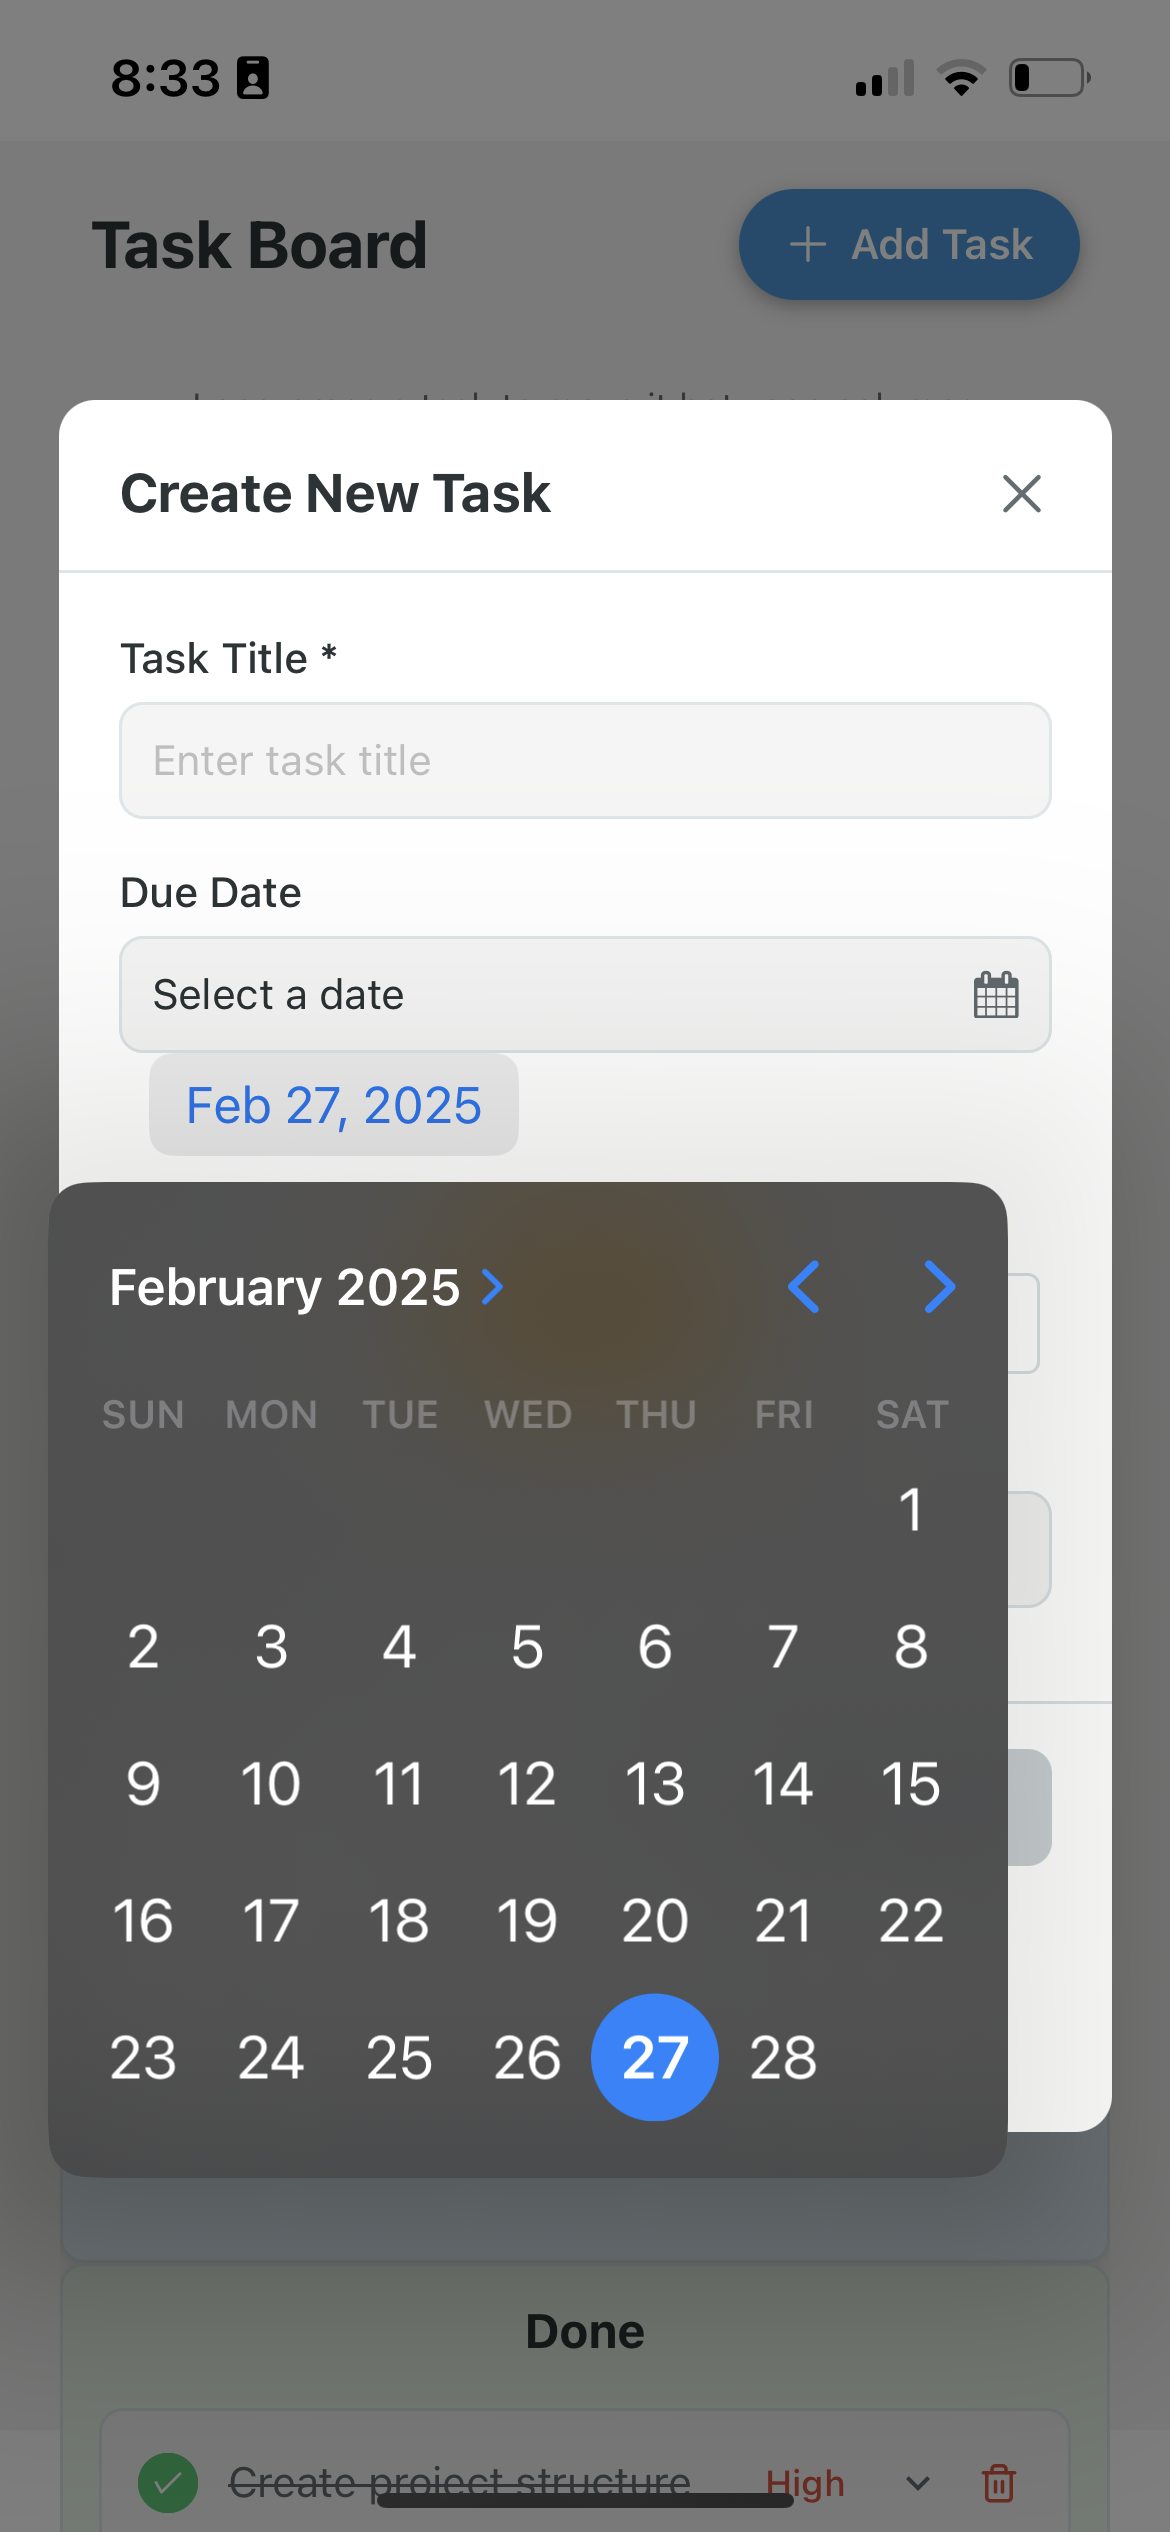 8:33
Task Board
Add Task
Create New Task
Task Title *
Enter task title
Due Date
Select a date
Feb 27, 2025
February 2025
SUN MON TUE WED THU FRI SAT
1
2 3 4 5 6 7 8
9 10 11 12 13 14 15
16 17 18 19 20 21 22
23 24 25 26 27 28
Done
Create project structure High